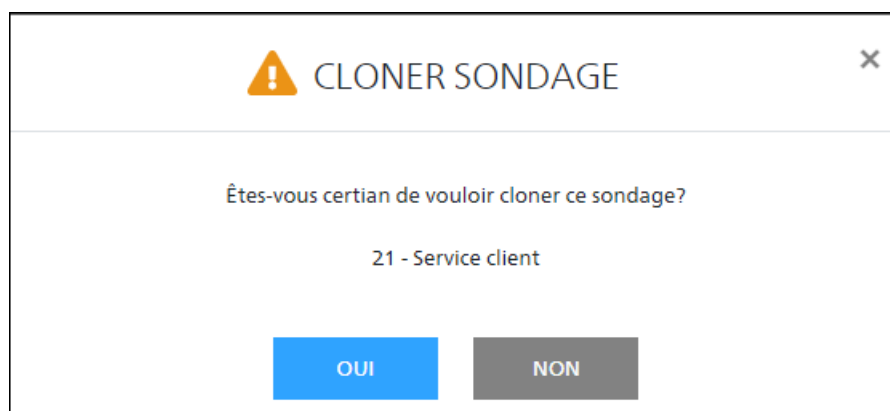 CLONER SONDAGE
Êtes-vous certian de vouloir cloner ce sondage?
21 - Service client
OUI
NON